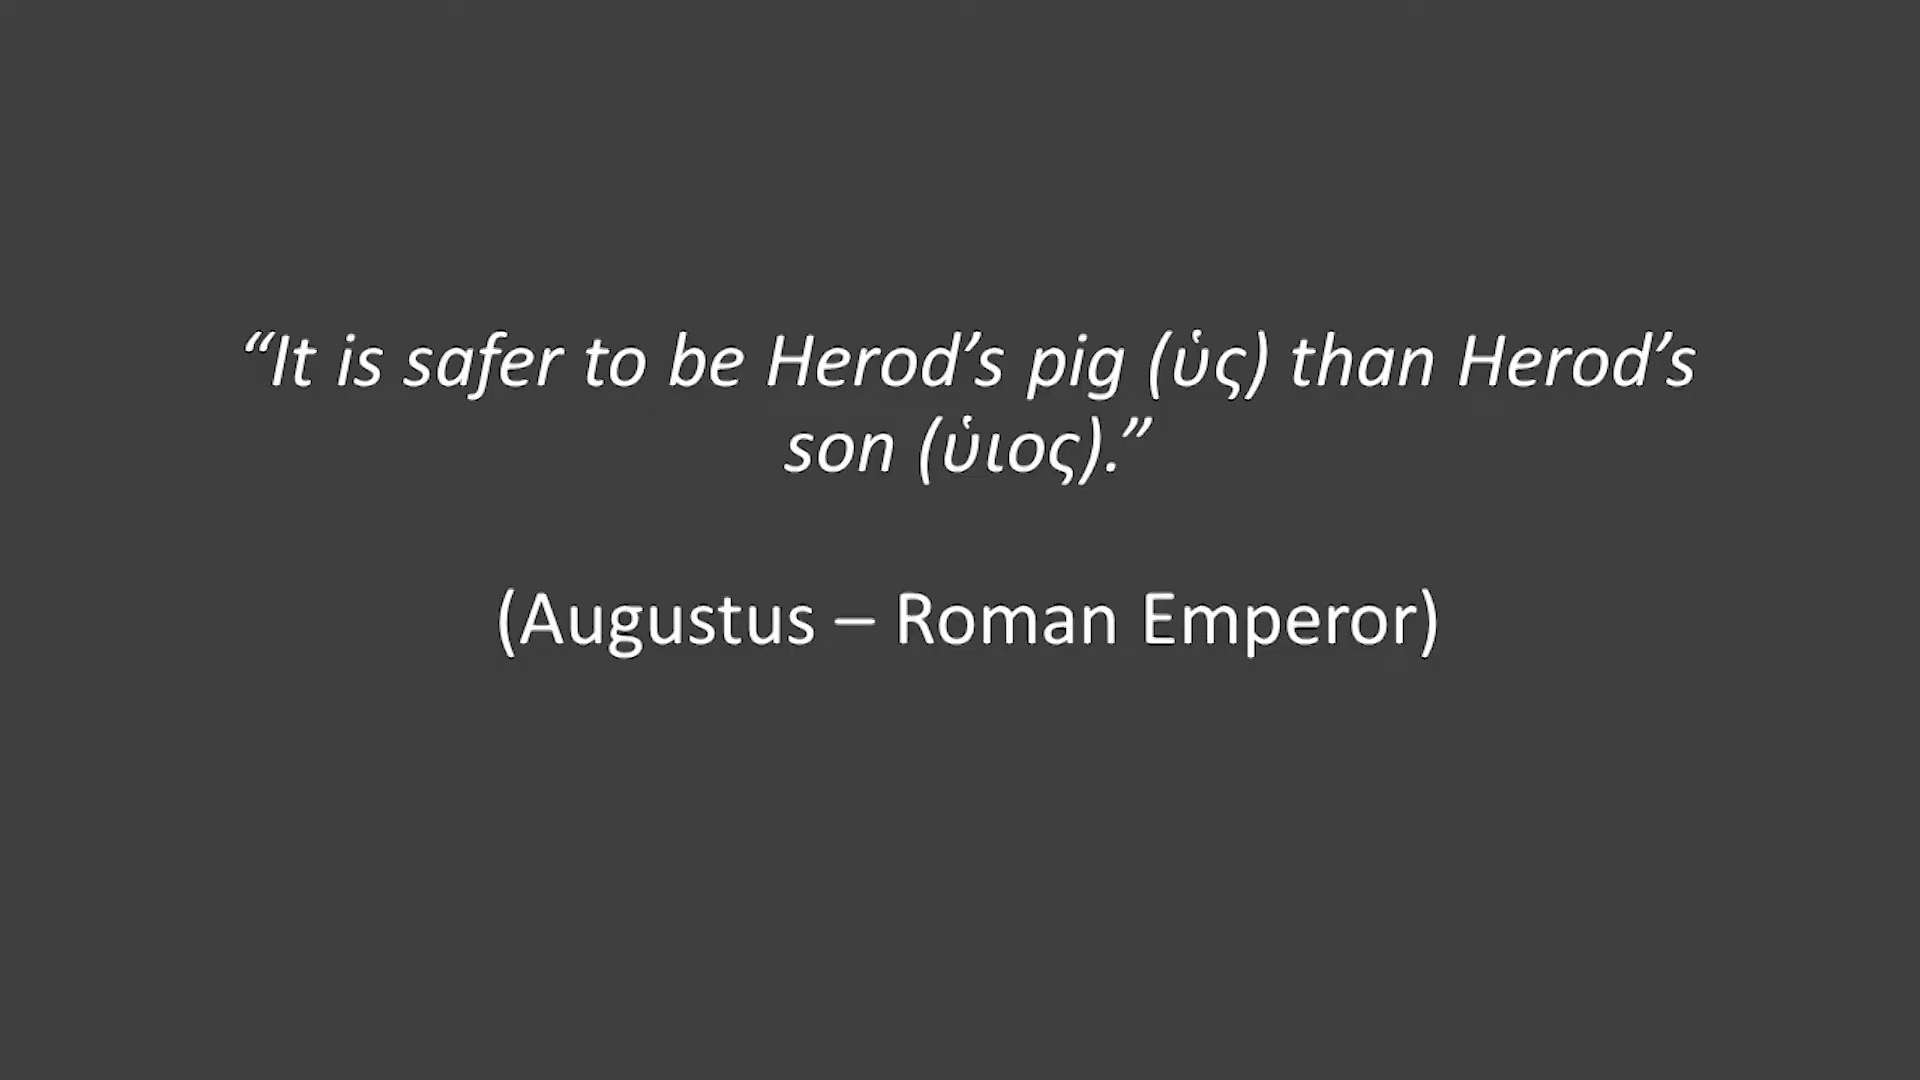 “It is safer to be Herod’s pig (ὑς) than Herod’s
son (ὑιος).”
(Augustus – Roman Emperor)